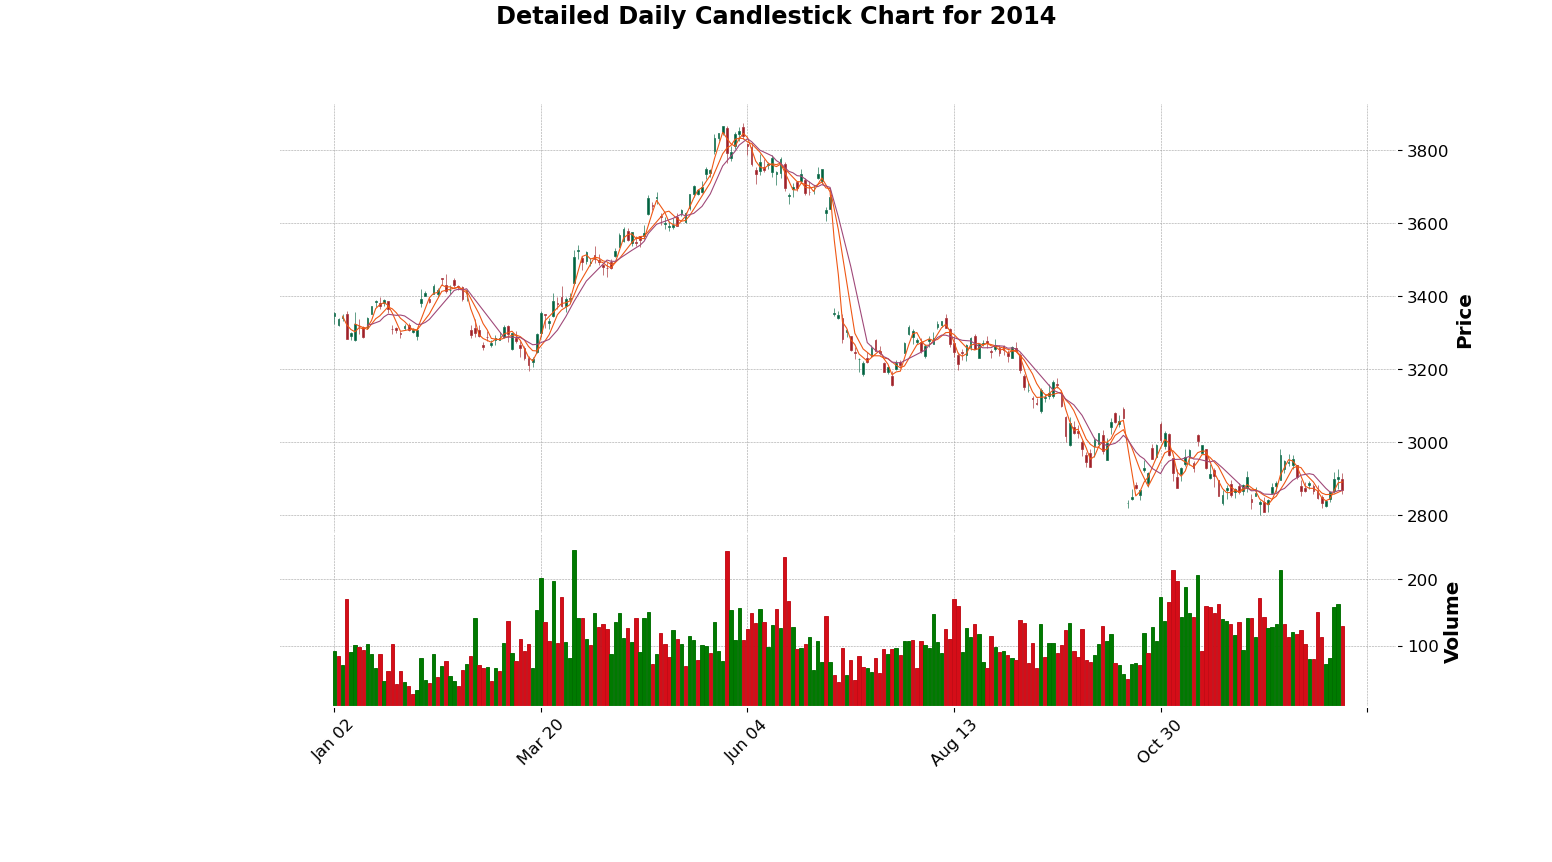 Detailed Daily Candlestick Chart for 2014
3800
3600
3400
3200
3000
2800
Price
200
100
Volume
Jan 02
Mar 20
Jun 04
Aug 13
Oct 30